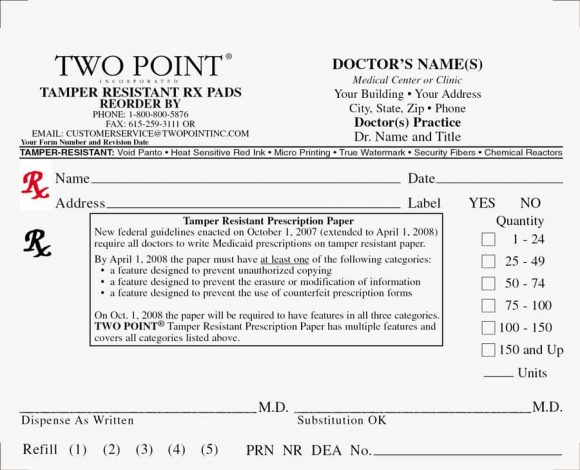 TWO POINT®
INCORPORATED
TAMPER RESISTANT RX PADS
REORDER BY
PHONE: 1-800-800-5876
FAX: 615-259-3111 OR
EMAIL: CUSTOMERSERVICE@TWOPOINTINC.COM
Your Form Number and Revision Date
DOCTOR'S NAME(S)
Medical Center or Clinic
Your Building • Your Address
City, State, Zip • Phone
Doctor(s) Practice
Dr. Name and Title
TAMPER-RESISTANT: Void Panto • Heat Sensitive Red Ink • Micro Printing • True Watermark • Security Fibers • Chemical Reactors
Rx Name Date
Address Label YES NO
Rx
Tamper Resistant Prescription Paper
New federal guidelines enacted on October 1, 2007 (extended to April 1, 2008)
require all doctors to write Medicaid prescriptions on tamper resistant paper.
By April 1, 2008 the paper must have at least one of the following categories:
• a feature designed to prevent unauthorized copying
• a feature designed to prevent the erasure or modification of information
• a feature designed to prevent the use of counterfeit prescription forms
On Oct. 1, 2008 the paper will be required to have features in all three categories.
TWO POINT® Tamper Resistant Prescription Paper has multiple features and
covers all categories listed above.
Quantity
1 - 24
25 - 49
50 - 74
75 - 100
100 - 150
150 and Up
Units
M.D. M.D.
Dispense As Written Substitution OK
Refill (1) (2) (3) (4) (5) PRN NR DEA No.